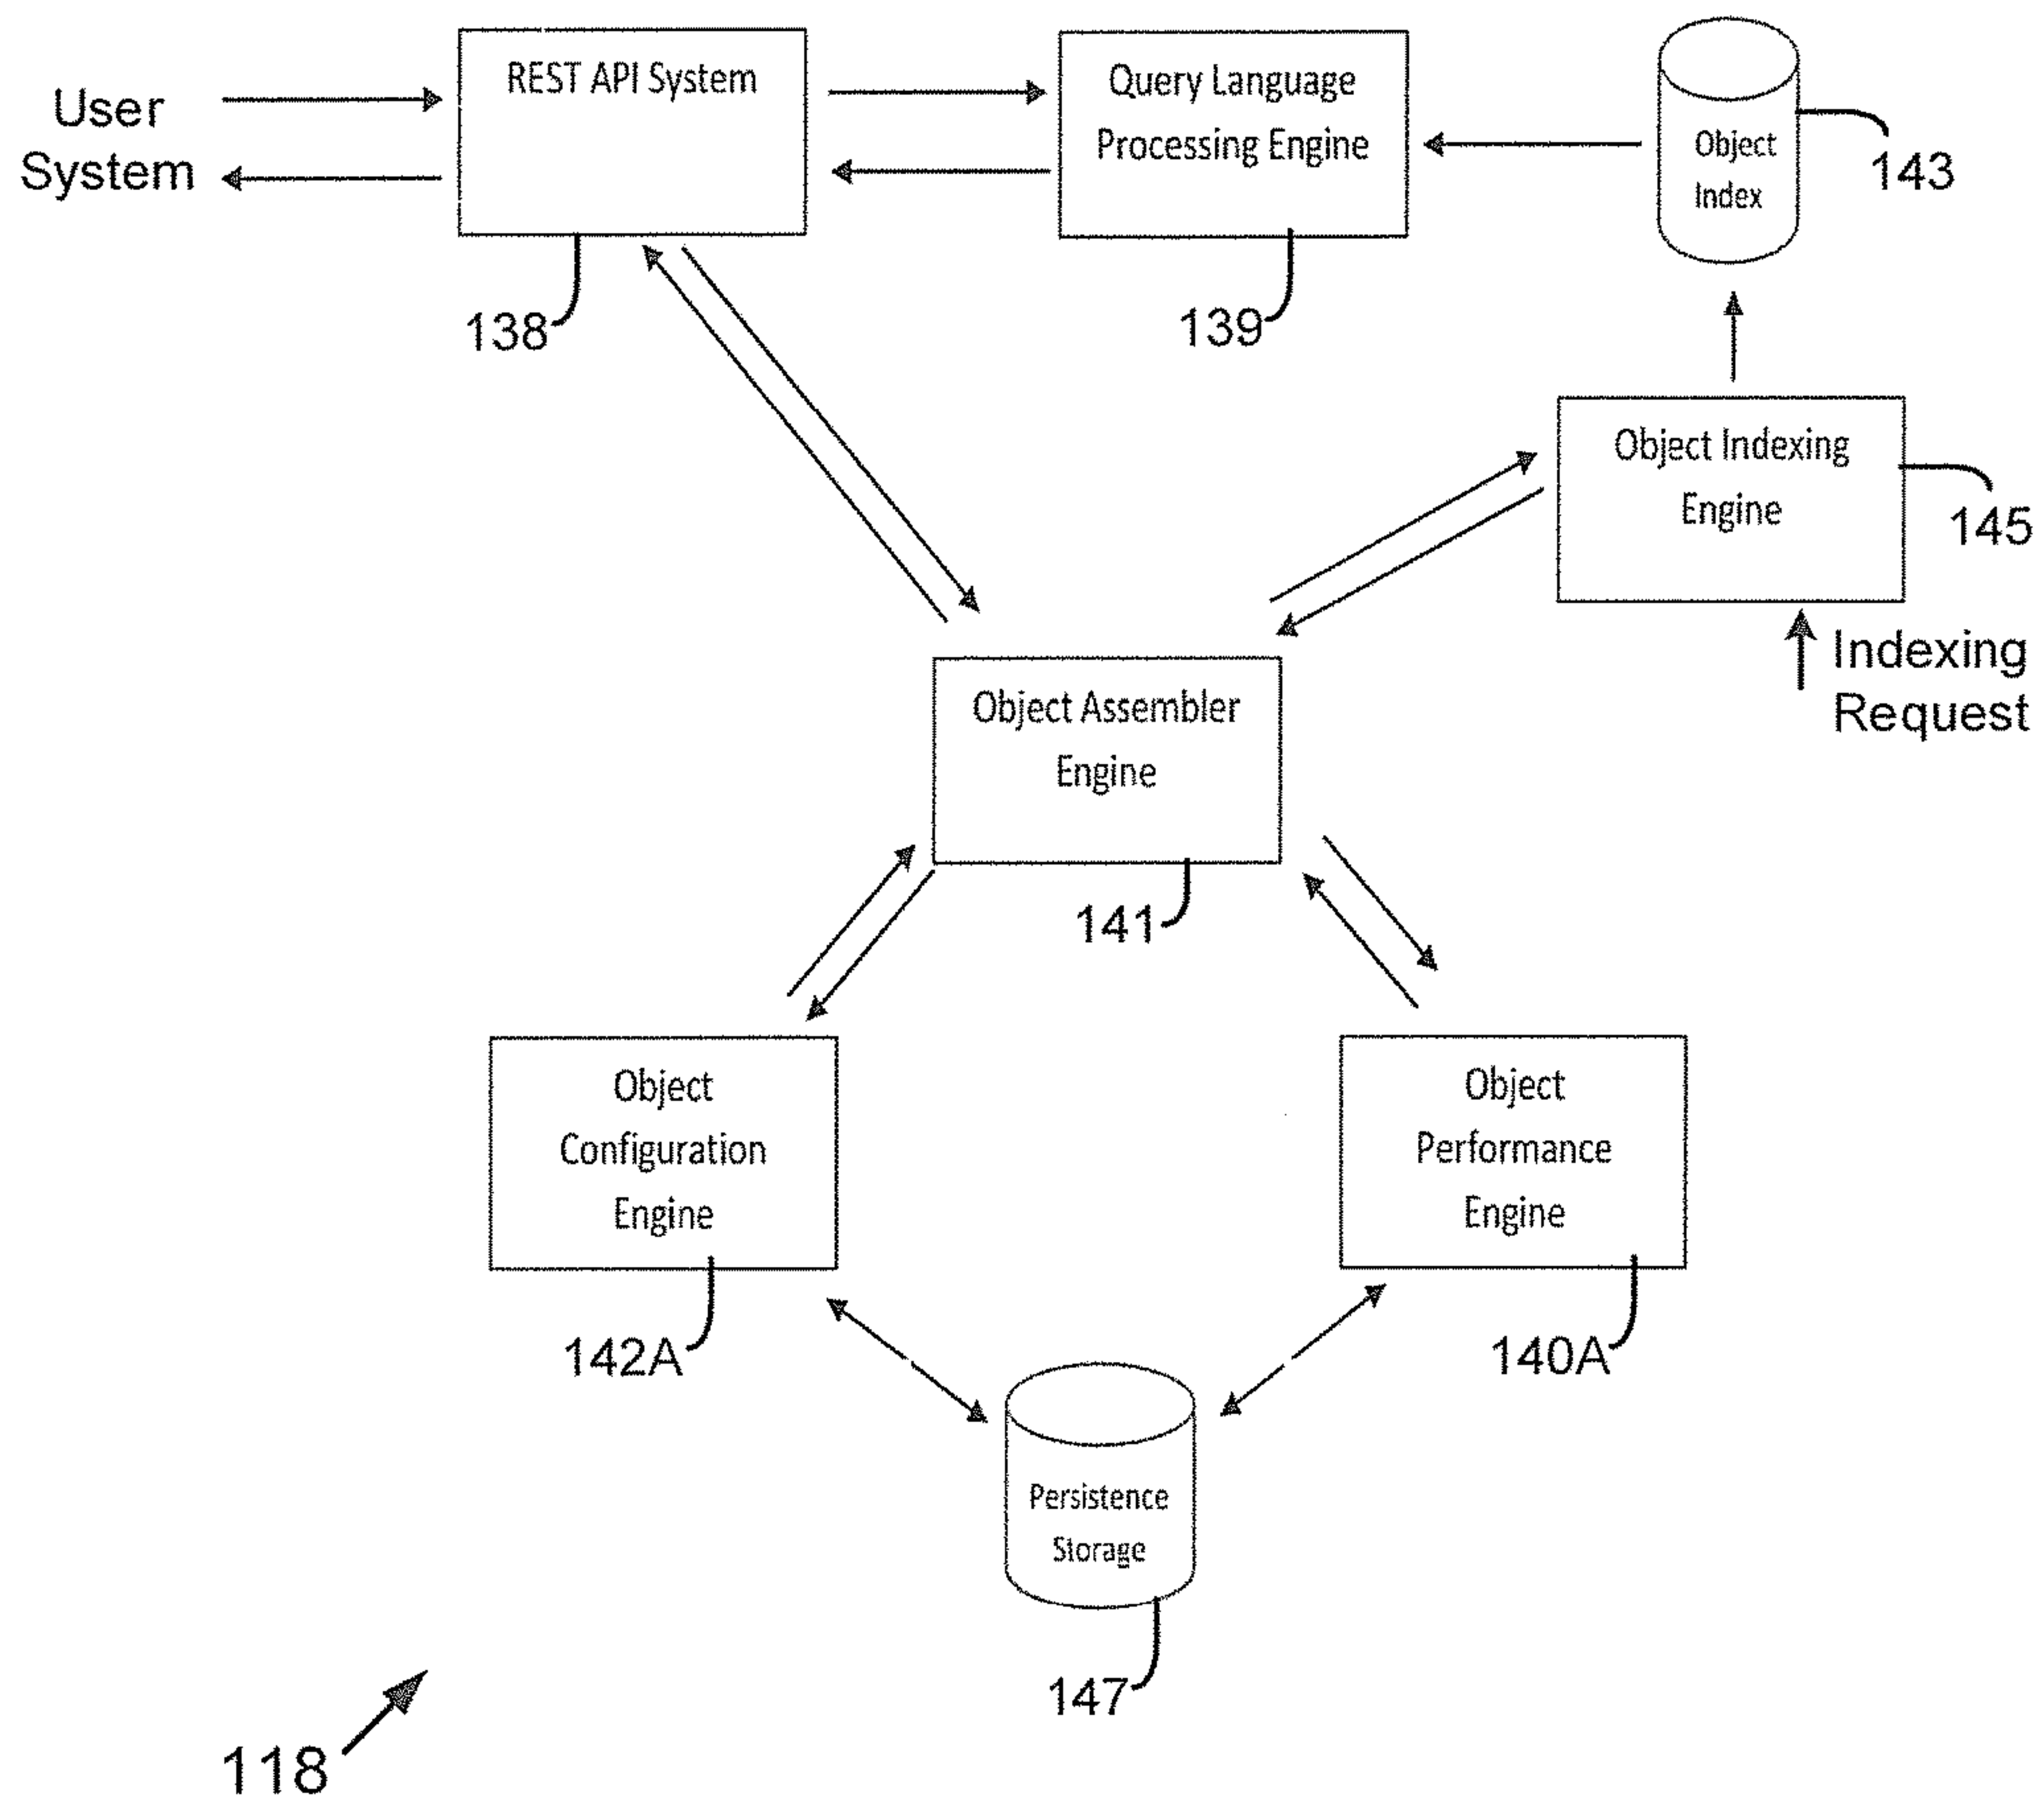 User
System
REST API System
138
Query Language
Processing Engine
139
Object
Index
143
Object Indexing
Engine
145
Indexing
Request
Object Assembler
Engine
141
Object
Configuration
Engine
142A
Object
Performance
Engine
140A
Persistence
Storage
147
118